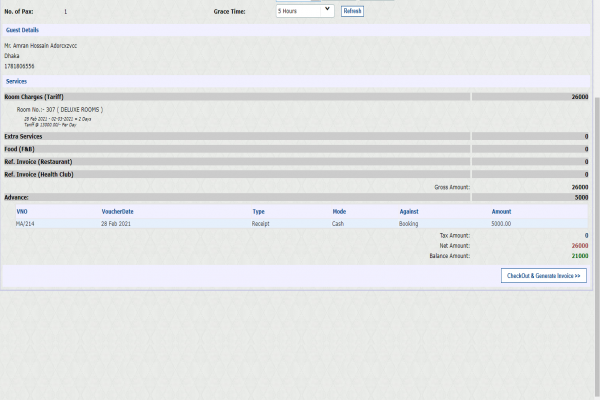 No. of Pax: 1 Grace Time: 5 Hours Refresh
Guest Details
Mr. Amran Hossain Adorcxzvcc
Dhaka
1781806556
Services
Room Charges (Tariff) 26000
Room No.:- 307 ( DELUXE ROOMS )
28 Feb 2021 - 02-03-2021 = 2 Days
Tariff @ 13000.00/- Per Day
Extra Services 0
Food (F&B) 0
Ref. Invoice (Restaurant) 0
Ref. Invoice (Health Club) 0
Gross Amount: 26000
Advance: 5000
VNO VoucherDate Type Mode Against Amount
MA/214 28 Feb 2021 Receipt Cash Booking 5000.00
Tax Amount: 0
Net Amount: 26000
Balance Amount: 21000
CheckOut & Generate Invoice >>